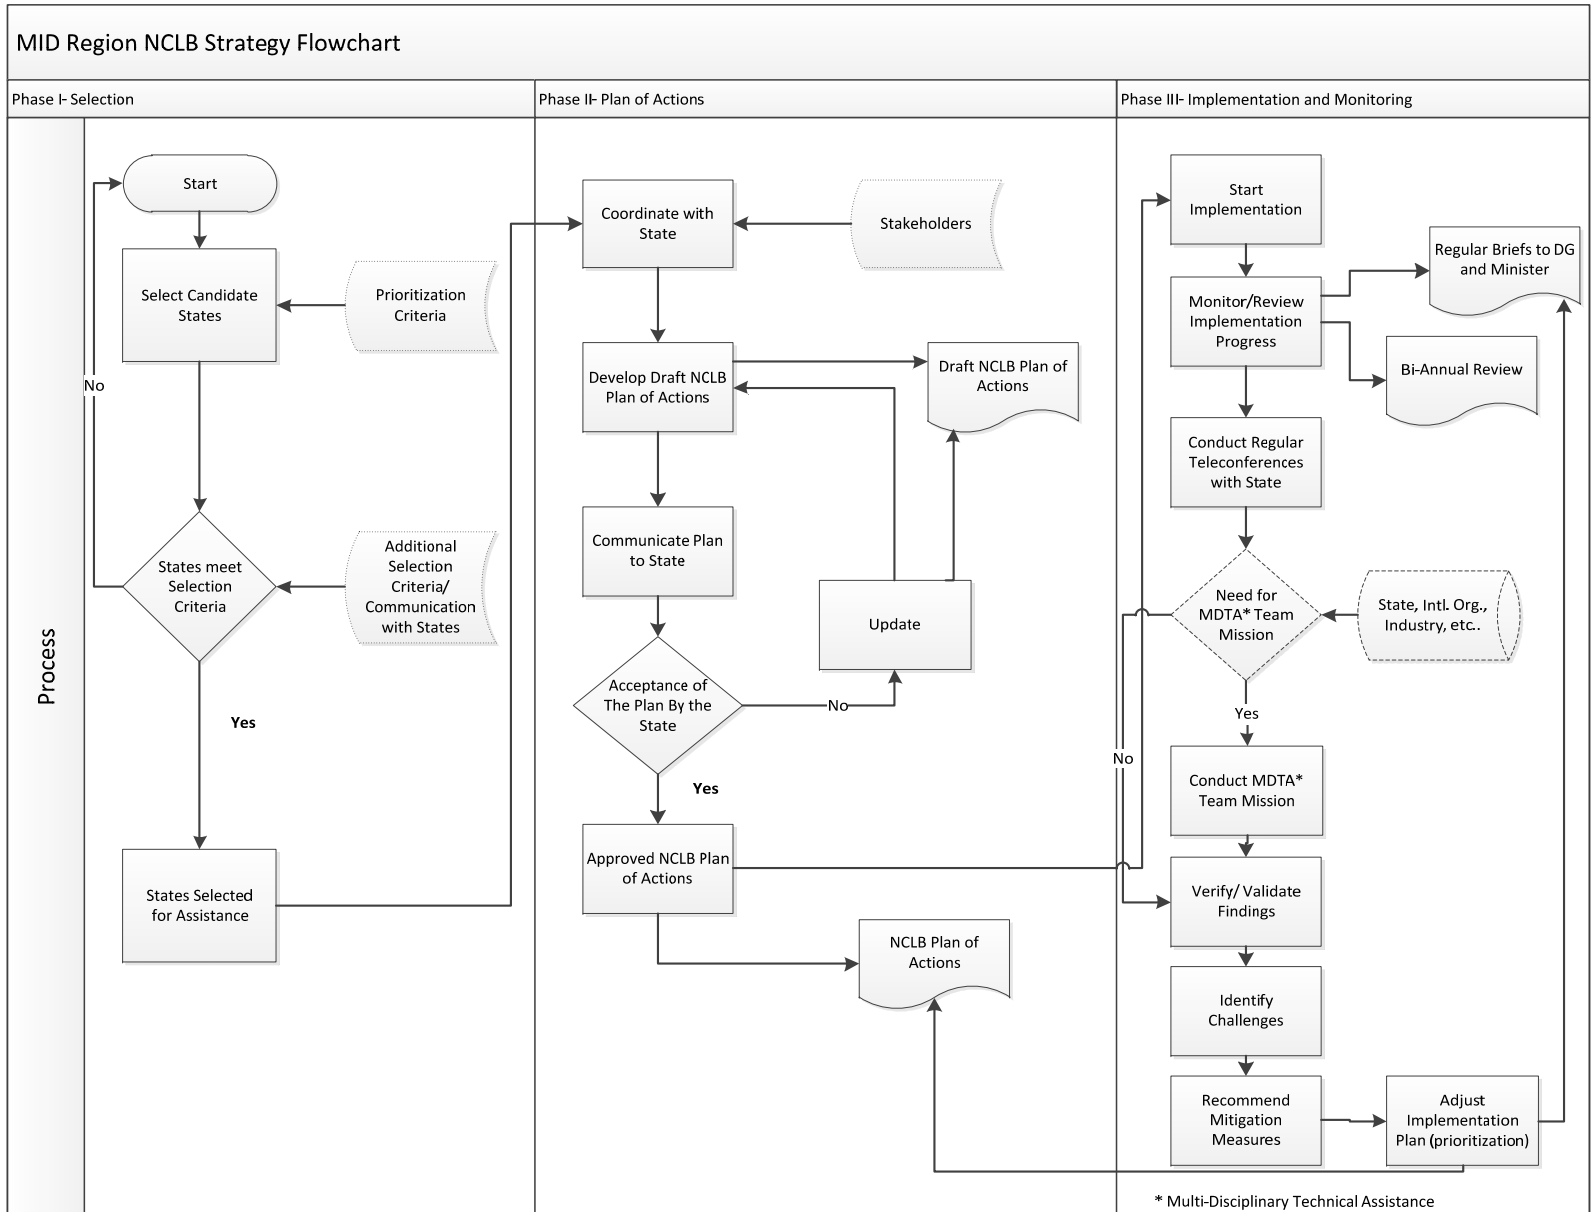 MID Region NCLB Strategy Flowchart
Phase I- Selection
Phase II- Plan of Actions
Phase III- Implementation and Monitoring
Process
Start
Select Candidate
States
Prioritization
Criteria
No
States meet
Selection
Criteria
Additional
Selection
Criteria/
Communication
with States
Yes
States Selected
for Assistance
Coordinate with
State
Stakeholders
Develop Draft NCLB
Plan of Actions
Draft NCLB Plan of
Actions
Communicate Plan
to State
Update
Acceptance of
The Plan By the
State
No
Yes
Approved NCLB Plan
of Actions
NCLB Plan of
Actions
Start
Implementation
Regular Briefs to DG
and Minister
Monitor/Review
Implementation
Progress
Bi-Annual Review
Conduct Regular
Teleconferences
with State
Need for
MDTA* Team
Mission
State, Intl. Org.,
Industry, etc..
Yes
No
Conduct MDTA*
Team Mission
Verify/ Validate
Findings
Identify
Challenges
Recommend
Mitigation
Measures
Adjust
Implementation
Plan (prioritization)
* Multi-Disciplinary Technical Assistance